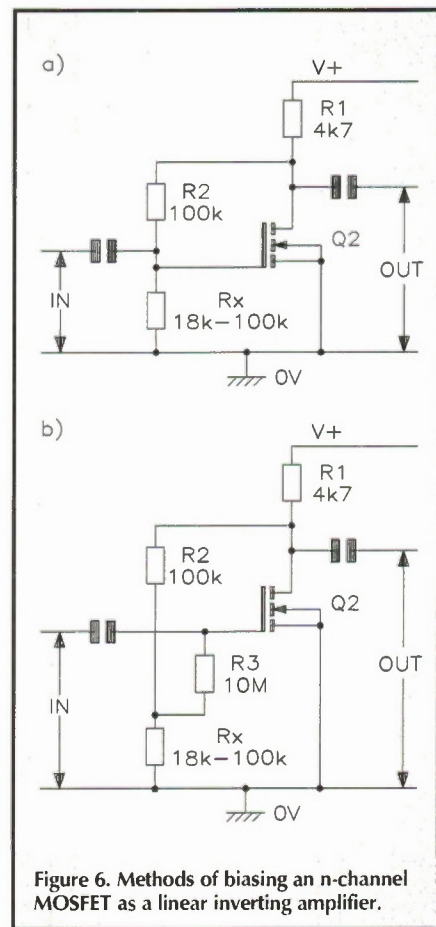 a)
V+
R1
4k7
R2
100k
Q2
IN
OUT
Rx
18k–100k
0V
b)
V+
R1
4k7
R2
100k
Q2
R3
10M
IN
OUT
Rx
18k–100k
0V
Figure 6. Methods of biasing an n-channel
MOSFET as a linear inverting amplifier.